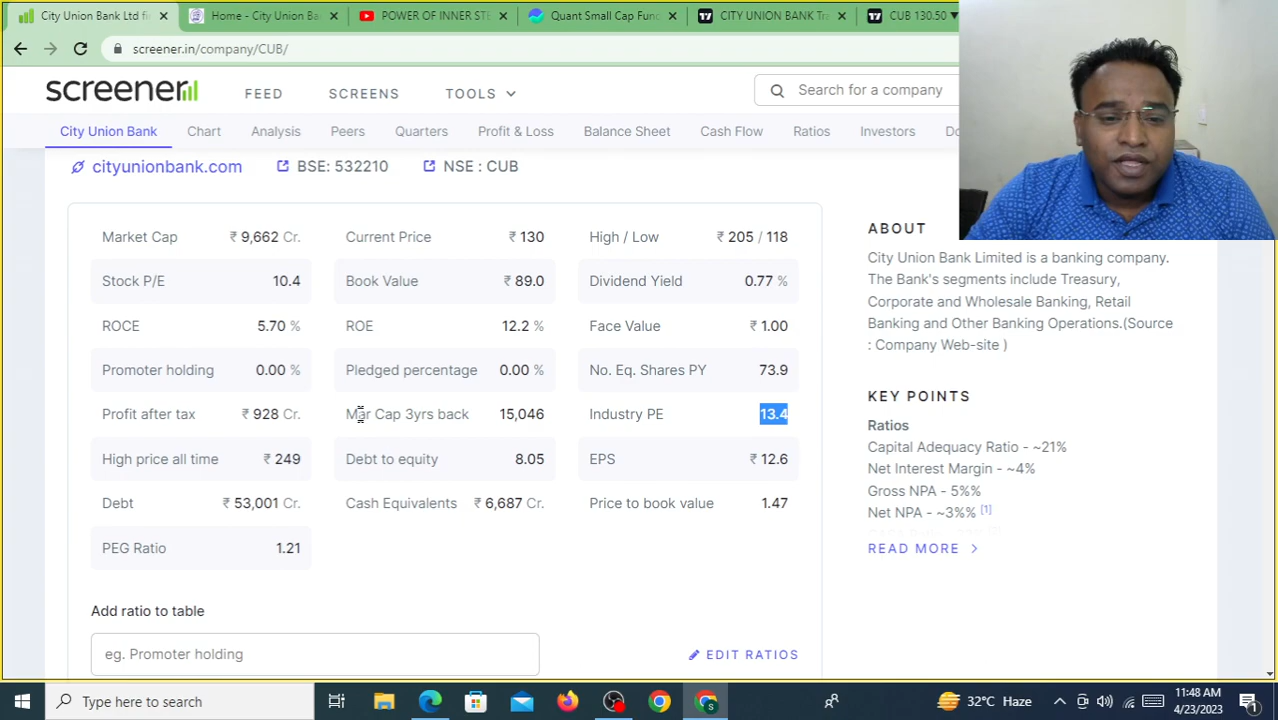 City Union Bank Ltd fi
Home - City Union Ba
POWER OF INNER STE
Quant Small Cap Fun
CITY UNION BANK Tra
CUB 130.50 ▼
screener.in/company/CUB/
screener
FEED
SCREENS
TOOLS
Search for a company
City Union Bank
Chart
Analysis
Peers
Quarters
Profit & Loss
Balance Sheet
Cash Flow
Ratios
Investors
Do
cityunionbank.com
BSE: 532210
NSE : CUB
Market Cap ₹ 9,662 Cr.
Current Price ₹ 130
High / Low ₹ 205 / 118
Stock P/E 10.4
Book Value ₹ 89.0
Dividend Yield 0.77 %
ROCE 5.70 %
ROE 12.2 %
Face Value ₹ 1.00
Promoter holding 0.00 %
Pledged percentage 0.00 %
No. Eq. Shares PY 73.9
Profit after tax ₹ 928 Cr.
Mar Cap 3yrs back 15,046
Industry PE 13.4
High price all time ₹ 249
Debt to equity 8.05
EPS ₹ 12.6
Debt ₹ 53,001 Cr.
Cash Equivalents ₹ 6,687 Cr.
Price to book value 1.47
PEG Ratio 1.21
Add ratio to table
eg. Promoter holding
EDIT RATIOS
ABOUT
City Union Bank Limited is a banking company.
The Bank's segments include Treasury,
Corporate and Wholesale Banking, Retail
Banking and Other Banking Operations.(Source
: Company Web-site )
KEY POINTS
Ratios
Capital Adequacy Ratio - ~21%
Net Interest Margin - ~4%
Gross NPA - 5%%
Net NPA - ~3%% [1]
READ MORE
Type here to search
32°C Haze
11:48 AM
4/23/2023
1